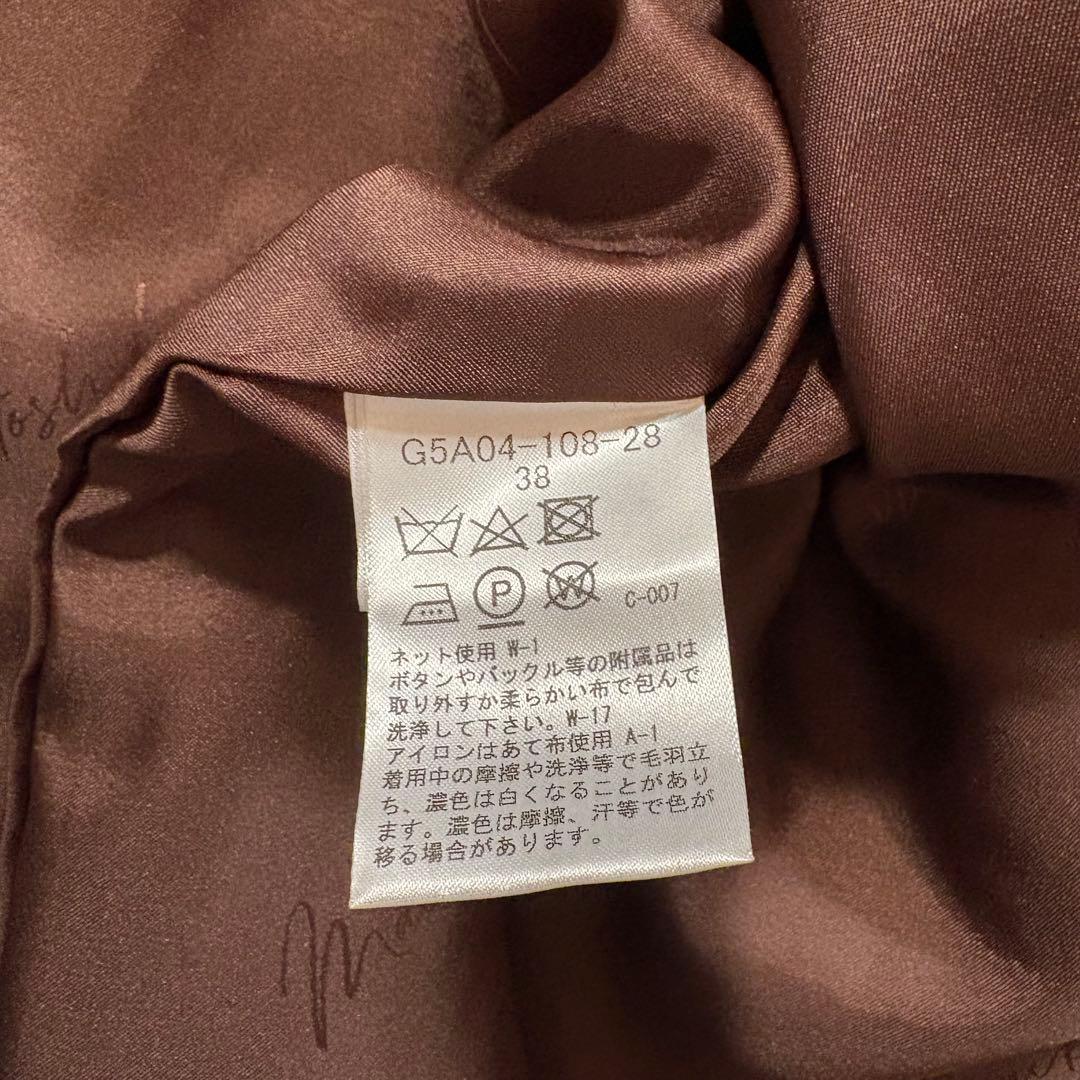 G5A04-108-28
38
P
W
C-007
ネット使用 W-1
ボタンやバックル等の附属品は
取り外すか柔らかい布で包んで
洗浄して下さい。W-17
アイロンはあて布使用 A-1
着用中の摩擦や洗浄等で毛羽立
ち、濃色は白くなることがあり
ます。濃色は摩擦、汗等で色が
移る場合があります。